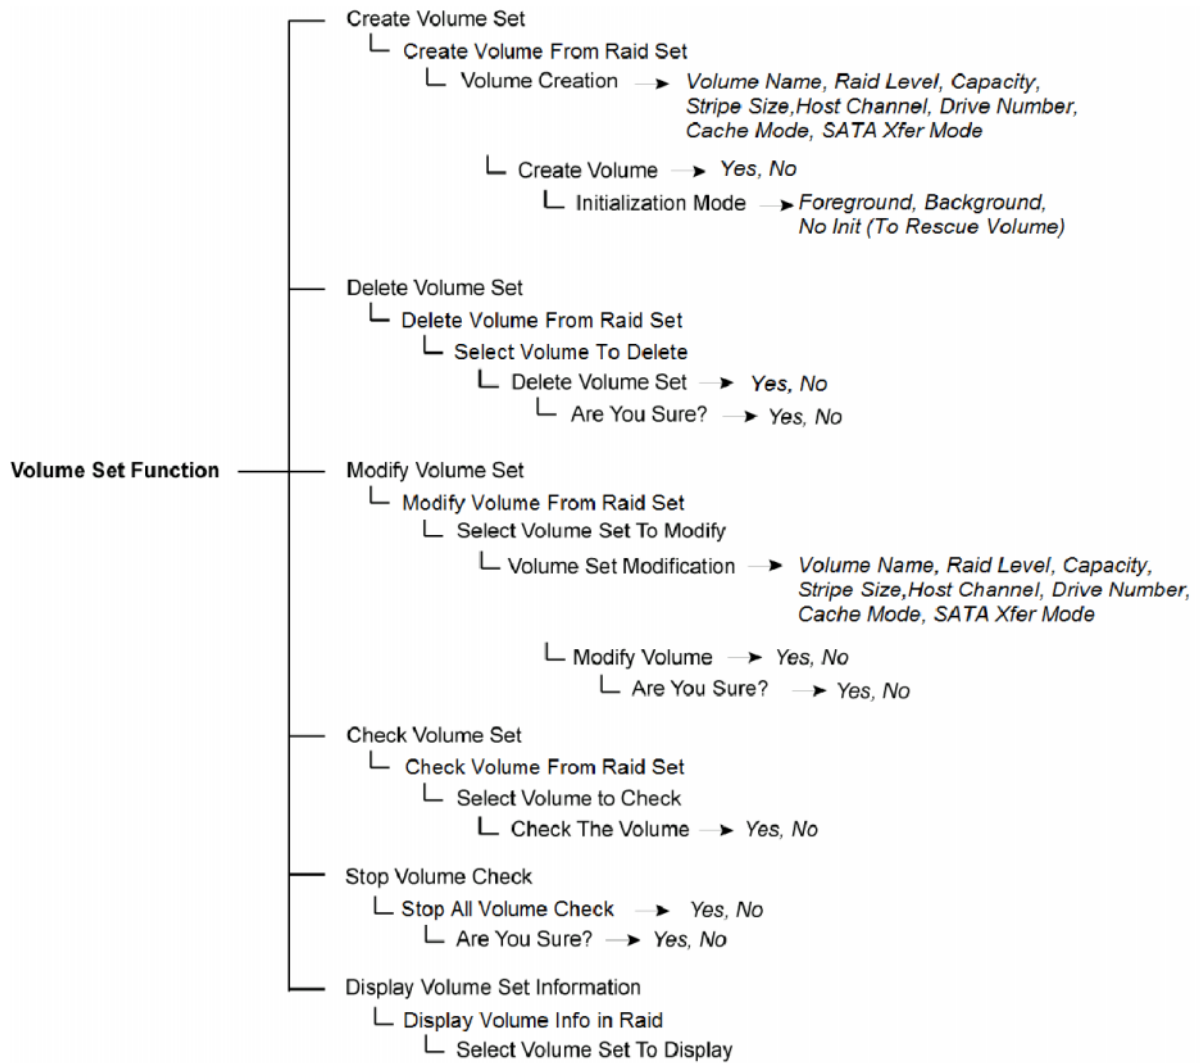 Create Volume Set
Create Volume From Raid Set
Volume Creation
Volume Name, Raid Level, Capacity,
Stripe Size,Host Channel, Drive Number,
Cache Mode, SATA Xfer Mode
Create Volume
Yes, No
Initialization Mode
Foreground, Background,
No Init (To Rescue Volume)
Delete Volume Set
Delete Volume From Raid Set
Select Volume To Delete
Delete Volume Set
Yes, No
Are You Sure?
Yes, No
Volume Set Function
Modify Volume Set
Modify Volume From Raid Set
Select Volume Set To Modify
Volume Set Modification
Volume Name, Raid Level, Capacity,
Stripe Size,Host Channel, Drive Number,
Cache Mode, SATA Xfer Mode
Modify Volume
Yes, No
Are You Sure?
Yes, No
Check Volume Set
Check Volume From Raid Set
Select Volume to Check
Check The Volume
Yes, No
Stop Volume Check
Stop All Volume Check
Yes, No
Are You Sure?
Yes, No
Display Volume Set Information
Display Volume Info in Raid
Select Volume Set To Display